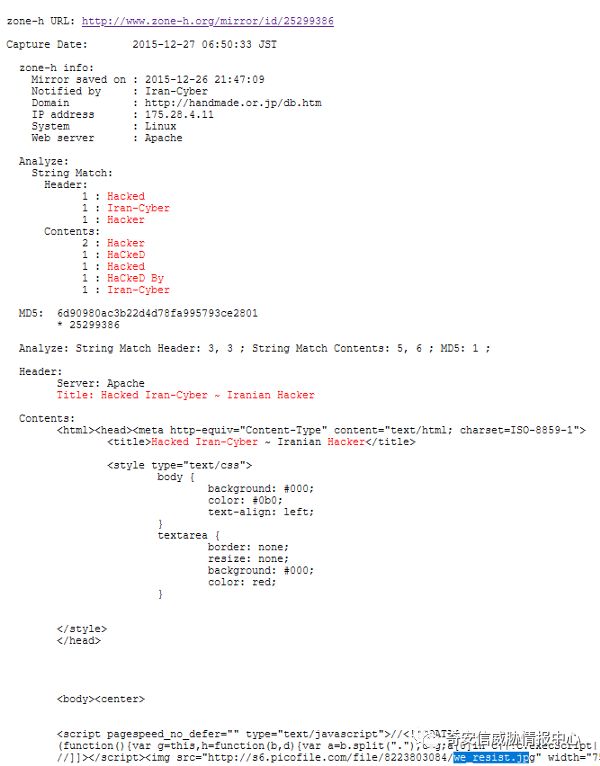 zone-h URL: http://www.zone-h.org/mirror/id/25299386
Capture Date: 2015-12-27 06:50:33 JST
zone-h info:
Mirror saved on : 2015-12-26 21:47:09
Notified by : Iran-Cyber
Domain : http://handmade.or.jp/db.htm
IP address : 175.28.4.11
System : Linux
Web server : Apache
Analyze:
String Match:
Header:
1 : Hacked
1 : Iran-Cyber
1 : Hacker
Contents:
2 : Hacker
1 : HaCkeD
1 : Hacked
1 : HaCkeD By
1 : Iran-Cyber
MD5: 6d90980ac3b22d4d78fa995793ce2801
* 25299386
Analyze: String Match Header: 3, 3 ; String Match Contents: 5, 6 ; MD5: 1 ;
Header:
Server: Apache
Title: Hacked Iran-Cyber ~ Iranian Hacker
Contents:
<html><head><meta http-equiv="Content-Type" content="text/html; charset=ISO-8859-1">
<title>Hacked Iran-Cyber ~ Iranian Hacker</title>
<style type="text/css">
body {
background: #000;
color: #0b0;
text-align: left;
}
textarea {
border: none;
resize: none;
background: #000;
color: red;
}
</style>
</head>
<body><center>
<script pagespeed_no_defer="" type="text/javascript">//<!
奇安信威胁情报中心
(function(){var g=this,h=function(b,d){var a=b.split(".")
//]]></script><img src="http://s6.picofile.com/file/8223803084/we_resist.jpg" width="75